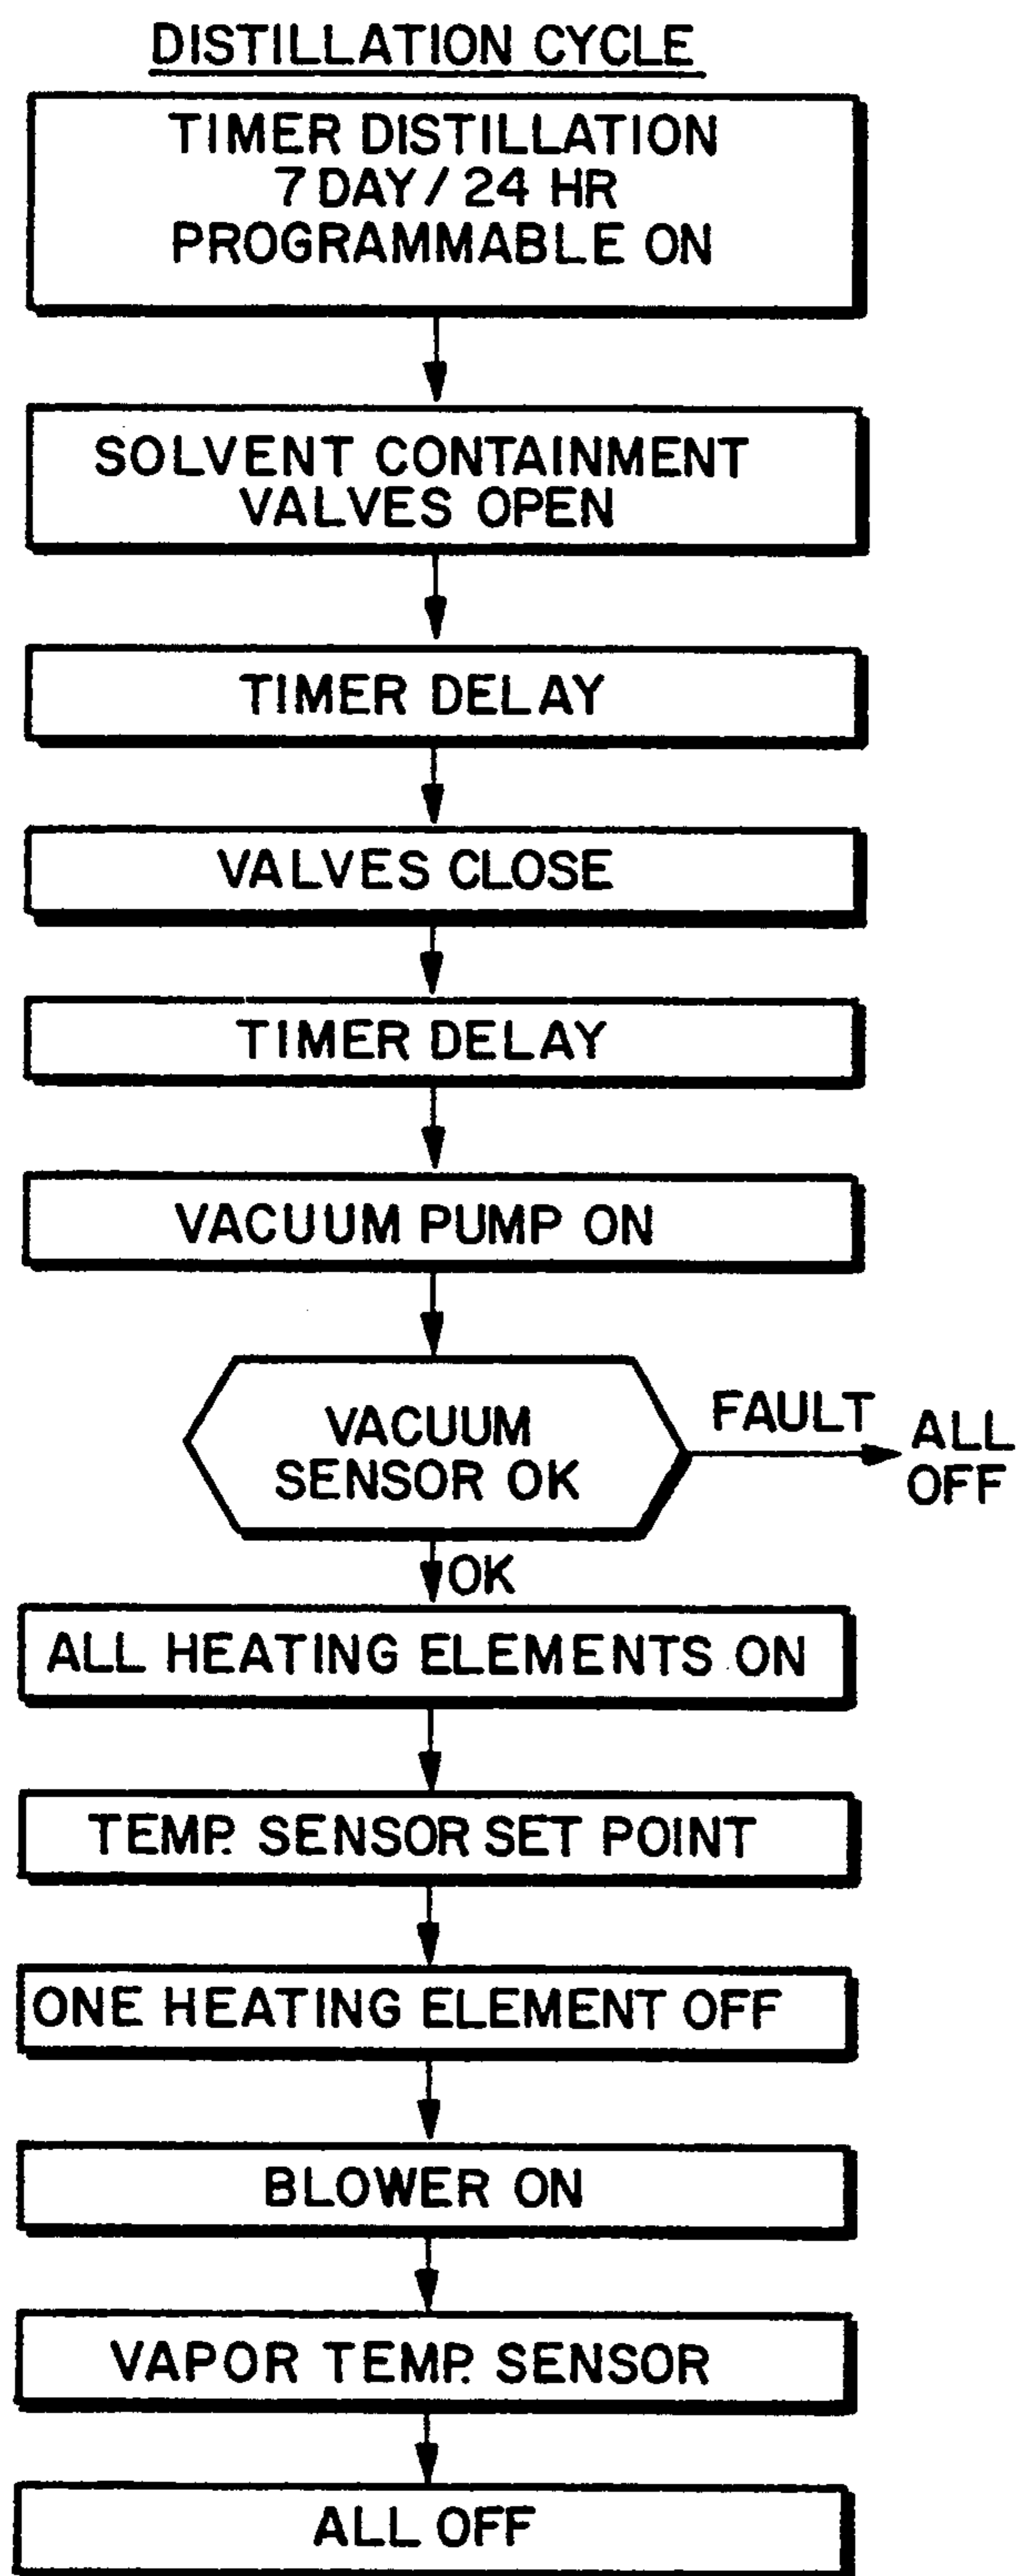 DISTILLATION CYCLE
TIMER DISTILLATION
7 DAY / 24 HR
PROGRAMMABLE ON
SOLVENT CONTAINMENT
VALVES OPEN
TIMER DELAY
VALVES CLOSE
TIMER DELAY
VACUUM PUMP ON
VACUUM
SENSOR OK
FAULT
ALL
OFF
OK
ALL HEATING ELEMENTS ON
TEMP. SENSOR SET POINT
ONE HEATING ELEMENT OFF
BLOWER ON
VAPOR TEMP. SENSOR
ALL OFF